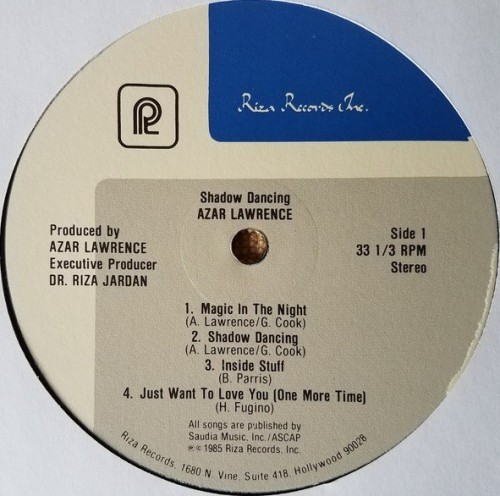 Riza Records Inc.
Shadow Dancing
AZAR LAWRENCE
Produced by
AZAR LAWRENCE
Executive Producer
DR. RIZA JARDAN
Side 1
33 1/3 RPM
Stereo
1. Magic In The Night
(A. Lawrence/G. Cook)
2. Shadow Dancing
(A. Lawrence/G. Cook)
3. Inside Stuff
(B. Parris)
4. Just Want To Love You (One More Time)
(H. Fugino)
All songs are published by
Saudia Music, Inc./ASCAP
℗©1985 Riza Records, Inc.
Riza Records, 1680 N. Vine, Suite 418, Hollywood 90028